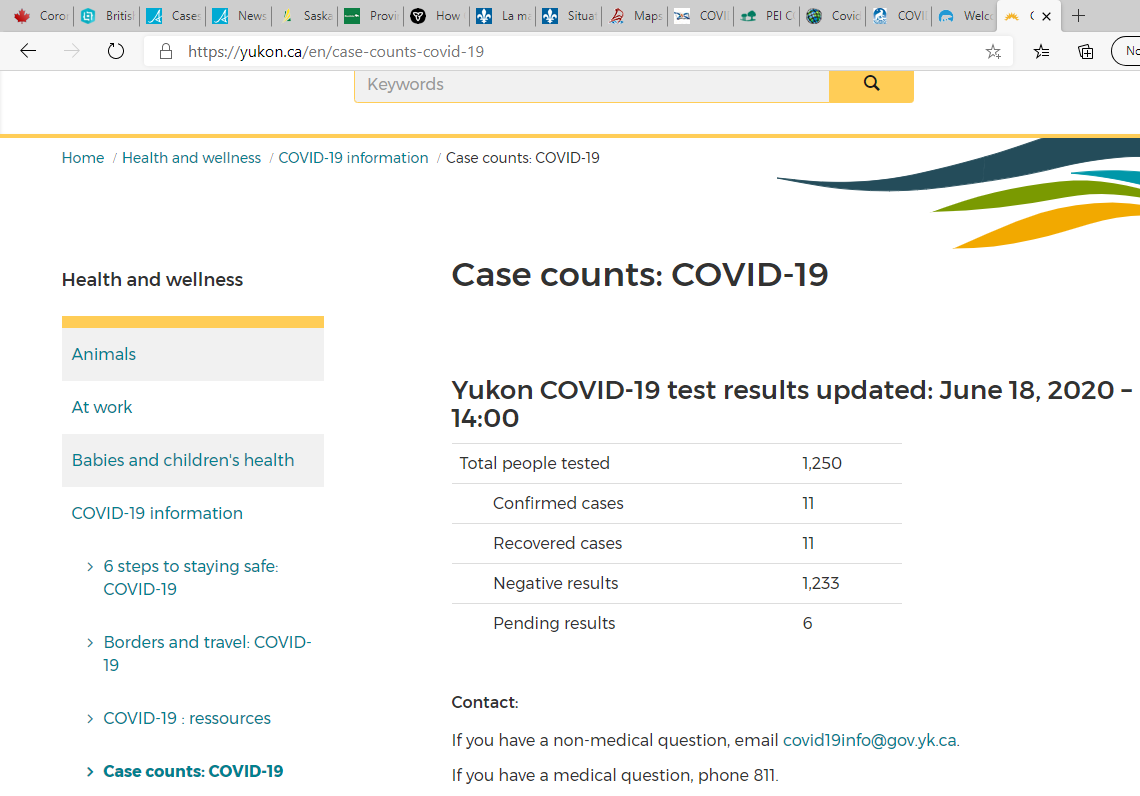 Coror
Britisl
Case:
News
Saska
Provi
How
La ma
Situat
Maps
COVI
PEI C
Covid
COVI
Welco
https://yukon.ca/en/case-counts-covid-19
No
Keywords
Home / Health and wellness / COVID-19 information / Case counts: COVID-19
Health and wellness
Animals
At work
Babies and children's health
COVID-19 information
6 steps to staying safe:
COVID-19
Borders and travel: COVID-
19
COVID-19 : ressources
Case counts: COVID-19
Case counts: COVID-19
Yukon COVID-19 test results updated: June 18, 2020 –
14:00
Total people tested 1,250
Confirmed cases 11
Recovered cases 11
Negative results 1,233
Pending results 6
Contact:
If you have a non-medical question, email covid19info@gov.yk.ca.
If you have a medical question, phone 811.